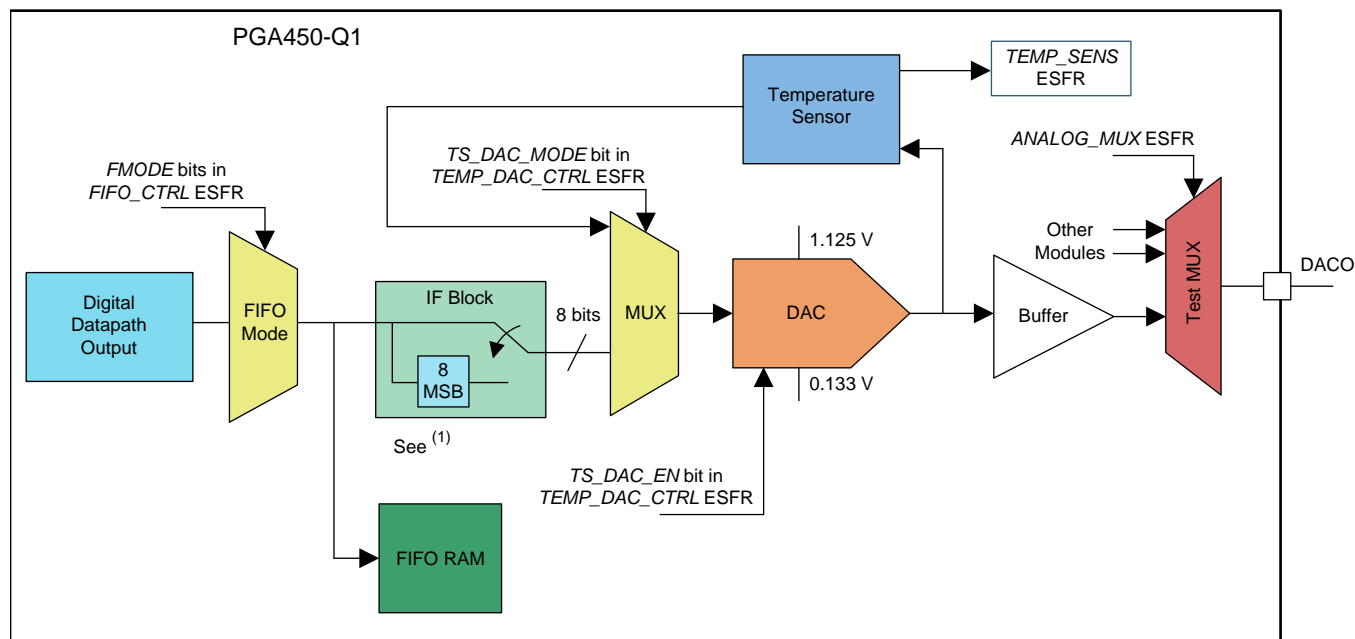 PGA450-Q1
Temperature
Sensor
TEMP_SENS
ESFR
FMODE bits in
FIFO_CTRL ESFR
TS_DAC_MODE bit in
TEMP_DAC_CTRL ESFR
ANALOG_MUX ESFR
Digital
Datapath
Output
FIFO
Mode
IF Block
8
MSB
See (1)
8 bits
MUX
1.125 V
DAC
0.133 V
Buffer
Other
Modules
Test MUX
DACO
TS_DAC_EN bit in
TEMP_DAC_CTRL ESFR
FIFO RAM